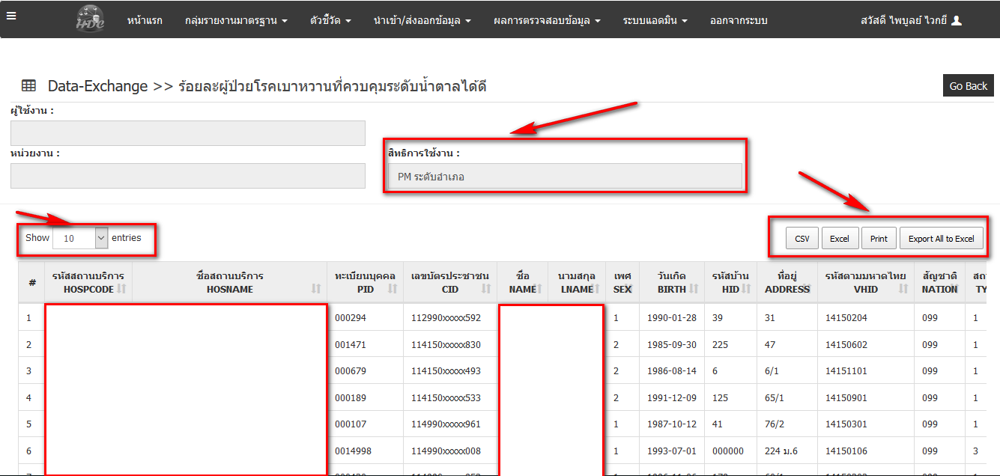 HDC หน้าแรก กลุ่มรายงานมาตรฐาน ตัวชี้วัด นำเข้า/ส่งออกข้อมูล ผลการตรวจสอบข้อมูล ระบบแอดมิน ออกจากระบบ สวัสดี ไพบูลย์ ไวกยี
Data-Exchange >> ร้อยละผู้ป่วยโรคเบาหวานที่ควบคุมระดับน้ำตาลได้ดี Go Back
ผู้ใช้งาน :
หน่วยงาน : สิทธิการใช้งาน :
PM ระดับอำเภอ
Show 10 entries CSV Excel Print Export All to Excel
# รหัสสถานบริการ ชื่อสถานบริการ ทะเบียนบุคคล เลขบัตรประชาชน ชื่อ นามสกุล เพศ วันเกิด รหัสบ้าน ที่อยู่ รหัสตามมหาดไทย สัญชาติ
HOSPCODE HOSNAME PID CID NAME LNAME SEX BIRTH HID ADDRESS VHID NATION TY
1 000294 112990xxxxx592 1 1990-01-28 39 31 14150204 099 1
2 001471 114150xxxxx830 2 1985-09-30 225 47 14150602 099 1
3 000679 114150xxxxx493 2 1986-08-14 6 6/1 14151101 099 1
4 000189 114150xxxxx533 2 1991-12-09 125 65/1 14150901 099 1
5 000107 114990xxxxx961 1 1987-10-12 41 76/2 14150301 099 1
6 0014998 114990xxxxx008 1 1993-07-01 000000 224 ม.6 14150106 099 3